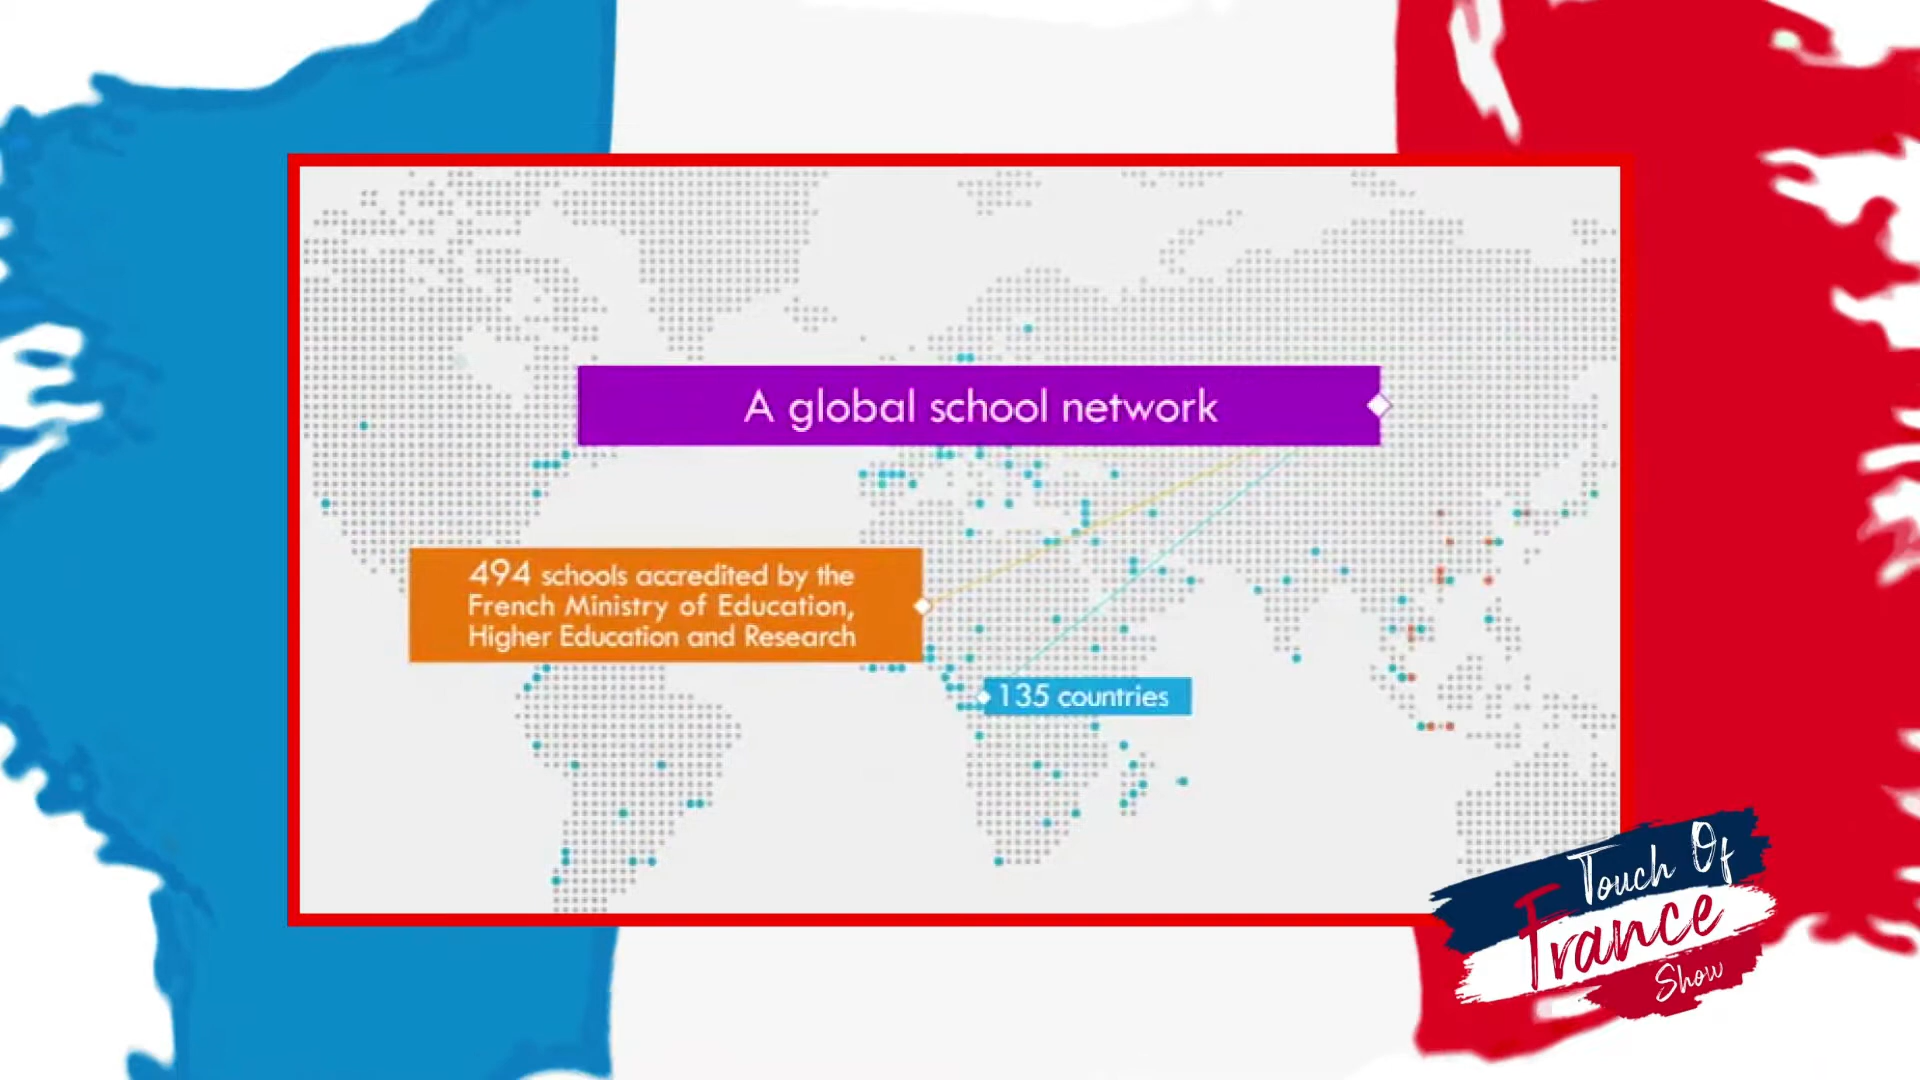 A global school network
494 schools accredited by the
French Ministry of Education,
Higher Education and Research
135 countries
Touch Of
France
Show